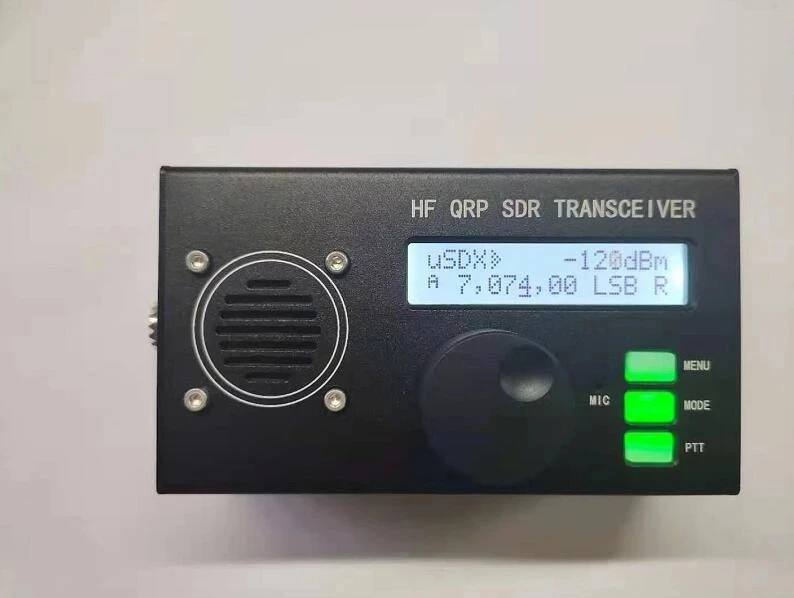 HF QRP SDR TRANSCEIVER
uSDX⟫ -120dBm
A 7,074,00 LSB R
MENU
MIC
MODE
PTT